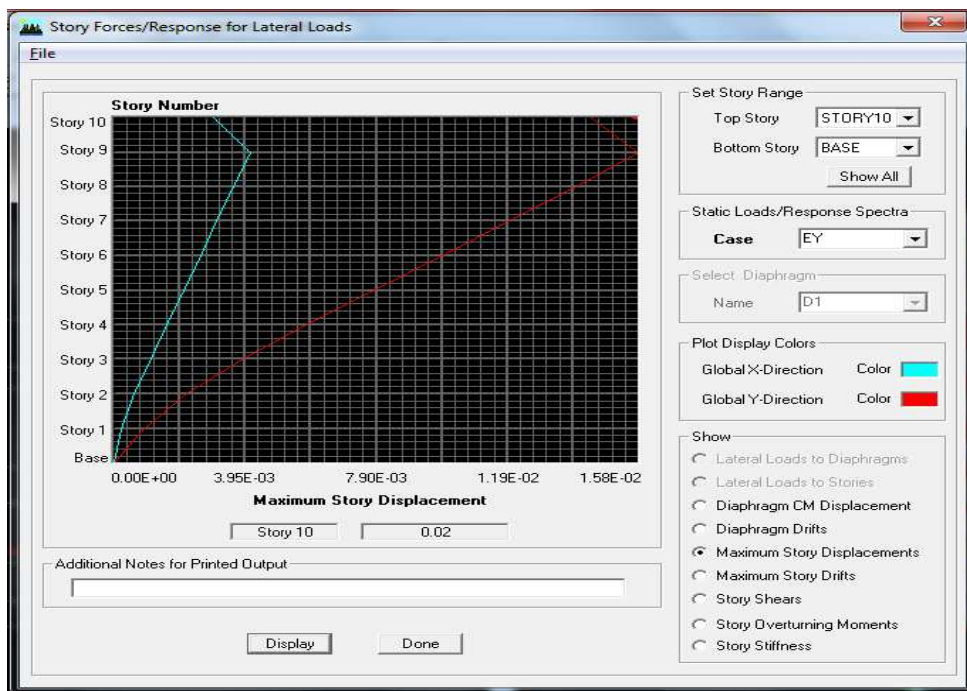 Story Forces/Response for Lateral Loads
File
Story Number
Story 10
Story 9
Story 8
Story 7
Story 6
Story 5
Story 4
Story 3
Story 2
Story 1
Base
0.00E+00 3.95E-03 7.90E-03 1.19E-02 1.58E-02
Maximum Story Displacement
Story 10 0.02
Additional Notes for Printed Output
Display Done
Set Story Range
Top Story STORY10
Bottom Story BASE
Show All
Static Loads/Response Spectra
Case EY
Select Diaphragm
Name D1
Plot Display Colors
Global X-Direction Color
Global Y-Direction Color
Show
Lateral Loads to Diaphragms
Lateral Loads to Stories
Diaphragm CM Displacement
Diaphragm Drifts
Maximum Story Displacements
Maximum Story Drifts
Story Shears
Story Overturning Moments
Story Stiffness